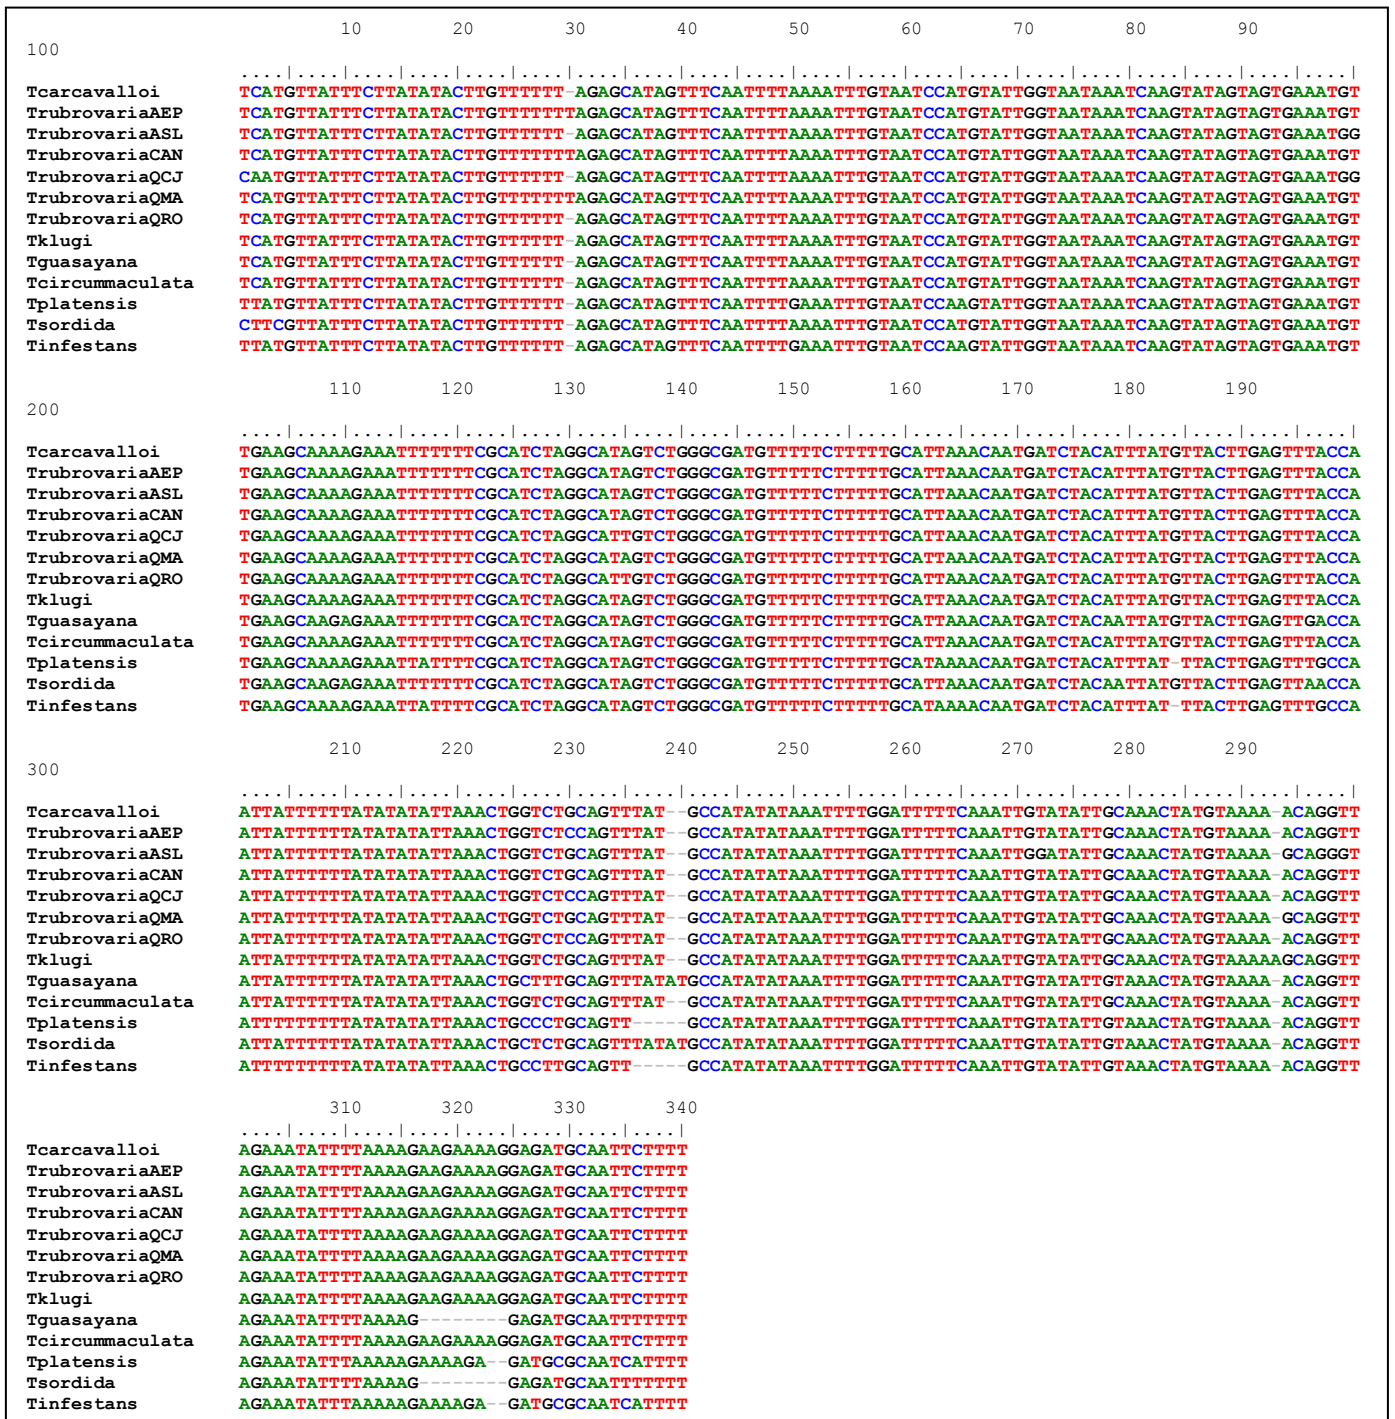 10 20 30 40 50 60 70 80 90
100
....|....|....|....|....|....|....|....|....|....|....|....|....|....|....|....|....|....|....|....|
Tcarcavalloi TCATGTTATTTCTTATATACTTGTTTTTT-AGAGCATAGTTTCAATTTTAAAATTTGTAATCCATGTATTGGTAATAAATCAAGTATAGTAGTGAAATGT
TrubrovariaAEP TCATGTTATTTCTTATATACTTGTTTTTTTAGAGCATAGTTTCAATTTTAAAATTTGTAATCCATGTATTGGTAATAAATCAAGTATAGTAGTGAAATGT
TrubrovariaASL TCATGTTATTTCTTATATACTTGTTTTTT-AGAGCATAGTTTCAATTTTAAAATTTGTAATCCATGTATTGGTAATAAATCAAGTATAGTAGTGAAATGG
TrubrovariaCAN TCATGTTATTTCTTATATACTTGTTTTTTTAGAGCATAGTTTCAATTTTAAAATTTGTAATCCATGTATTGGTAATAAATCAAGTATAGTAGTGAAATGT
TrubrovariaQCJ CAATGTTATTTCTTATATACTTGTTTTTT-AGAGCATAGTTTCAATTTTAAAATTTGTAATCCATGTATTGGTAATAAATCAAGTATAGTAGTGAAATGG
TrubrovariaQMA TCATGTTATTTCTTATATACTTGTTTTTTTAGAGCATAGTTTCAATTTTAAAATTTGTAATCCATGTATTGGTAATAAATCAAGTATAGTAGTGAAATGT
TrubrovariaQRO TCATGTTATTTCTTATATACTTGTTTTTT-AGAGCATAGTTTCAATTTTAAAATTTGTAATCCATGTATTGGTAATAAATCAAGTATAGTAGTGAAATGT
Tklugi TCATGTTATTTCTTATATACTTGTTTTTT-AGAGCATAGTTTCAATTTTAAAATTTGTAATCCATGTATTGGTAATAAATCAAGTATAGTAGTGAAATGT
Tguasayana TCATGTTATTTCTTATATACTTGTTTTTT-AGAGCATAGTTTCAATTTTAAAATTTGTAATCCATGTATTGGTAATAAATCAAGTATAGTAGTGAAATGT
Tcircummaculata TCATGTTATTTCTTATATACTTGTTTTTT-AGAGCATAGTTTCAATTTTAAAATTTGTAATCCATGTATTGGTAATAAATCAAGTATAGTAGTGAAATGT
Tplatensis TTATGTTATTTCTTATATACTTGTTTTTT-AGAGCATAGTTTCAATTTTGAAATTTGTAATCCAAGTATTGGTAATAAATCAAGTATAGTAGTGAAATGT
Tsordida CTTCGTTATTTCTTATATACTTGTTTTTT-AGAGCATAGTTTCAATTTTAAAATTTGTAATCCATGTATTGGTAATAAATCAAGTATAGTAGTGAAATGT
Tinfestans TTATGTTATTTCTTATATACTTGTTTTTT-AGAGCATAGTTTCAATTTTGAAATTTGTAATCCAAGTATTGGTAATAAATCAAGTATAGTAGTGAAATGT
110 120 130 140 150 160 170 180 190
200
....|....|....|....|....|....|....|....|....|....|....|....|....|....|....|....|....|....|....|....|
Tcarcavalloi TGAAGCAAAAGAAATTTTTTTCGCATCTAGGCATAGTCTGGGCGATGTTTTTCTTTTTGCATTAAACAATGATCTACATTTATGTTACTTGAGTTTACCA
TrubrovariaAEP TGAAGCAAAAGAAATTTTTTTCGCATCTAGGCATAGTCTGGGCGATGTTTTTCTTTTTGCATTAAACAATGATCTACATTTATGTTACTTGAGTTTACCA
TrubrovariaASL TGAAGCAAAAGAAATTTTTTTCGCATCTAGGCATAGTCTGGGCGATGTTTTTCTTTTTGCATTAAACAATGATCTACATTTATGTTACTTGAGTTTACCA
TrubrovariaCAN TGAAGCAAAAGAAATTTTTTTCGCATCTAGGCATAGTCTGGGCGATGTTTTTCTTTTTGCATTAAACAATGATCTACATTTATGTTACTTGAGTTTACCA
TrubrovariaQCJ TGAAGCAAAAGAAATTTTTTTCGCATCTAGGCATTGTCTGGGCGATGTTTTTCTTTTTGCATTAAACAATGATCTACATTTATGTTACTTGAGTTTACCA
TrubrovariaQMA TGAAGCAAAAGAAATTTTTTTCGCATCTAGGCATAGTCTGGGCGATGTTTTTCTTTTTGCATTAAACAATGATCTACATTTATGTTACTTGAGTTTACCA
TrubrovariaQRO TGAAGCAAAAGAAATTTTTTTCGCATCTAGGCATTGTCTGGGCGATGTTTTTCTTTTTGCATTAAACAATGATCTACATTTATGTTACTTGAGTTTACCA
Tklugi TGAAGCAAAAGAAATTTTTTTCGCATCTAGGCATAGTCTGGGCGATGTTTTTCTTTTTGCATTAAACAATGATCTACATTTATGTTACTTGAGTTTACCA
Tguasayana TGAAGCAAGAGAAATTTTTTTCGCATCTAGGCATAGTCTGGGCGATGTTTTTCTTTTTGCATTAAACAATGATCTACAATTATGTTACTTGAGTTGACCA
Tcircummaculata TGAAGCAAAAGAAATTTTTTTCGCATCTAGGCATAGTCTGGGCGATGTTTTTCTTTTTGCATTAAACAATGATCTACATTTATGTTACTTGAGTTTACCA
Tplatensis TGAAGCAAAAGAAATTATTTTCGCATCTAGGCATAGTCTGGGCGATGTTTTTCTTTTTGCATAAAACAATGATCTACATTTAT-TTACTTGAGTTTGCCA
Tsordida TGAAGCAAGAGAAATTTTTTTCGCATCTAGGCATAGTCTGGGCGATGTTTTTCTTTTTGCATTAAACAATGATCTACAATTATGTTACTTGAGTTAACCA
Tinfestans TGAAGCAAAAGAAATTATTTTCGCATCTAGGCATAGTCTGGGCGATGTTTTTCTTTTTGCATAAAACAATGATCTACATTTAT-TTACTTGAGTTTGCCA
210 220 230 240 250 260 270 280 290
300
....|....|....|....|....|....|....|....|....|....|....|....|....|....|....|....|....|....|....|....|
Tcarcavalloi ATTATTTTTTATATATATTAAACTGGTCTGCAGTTTAT--GCCATATATAAATTTTGGATTTTTCAAATTGTATATTGCAAACTATGTAAAA-ACAGGTT
TrubrovariaAEP ATTATTTTTTATATATATTAAACTGGTCTCCAGTTTAT--GCCATATATAAATTTTGGATTTTTCAAATTGTATATTGCAAACTATGTAAAA-ACAGGTT
TrubrovariaASL ATTATTTTTTATATATATTAAACTGGTCTGCAGTTTAT--GCCATATATAAATTTTGGATTTTTCAAATTGGATATTGCAAACTATGTAAAA-GCAGGGT
TrubrovariaCAN ATTATTTTTTATATATATTAAACTGGTCTGCAGTTTAT--GCCATATATAAATTTTGGATTTTTCAAATTGTATATTGCAAACTATGTAAAA-ACAGGTT
TrubrovariaQCJ ATTATTTTTTATATATATTAAACTGGTCTCCAGTTTAT--GCCATATATAAATTTTGGATTTTTCAAATTGTATATTGCAAACTATGTAAAA-ACAGGTT
TrubrovariaQMA ATTATTTTTTATATATATTAAACTGGTCTGCAGTTTAT--GCCATATATAAATTTTGGATTTTTCAAATTGTATATTGCAAACTATGTAAAA-GCAGGTT
TrubrovariaQRO ATTATTTTTTATATATATTAAACTGGTCTCCAGTTTAT--GCCATATATAAATTTTGGATTTTTCAAATTGTATATTGCAAACTATGTAAAA-ACAGGTT
Tklugi ATTATTTTTTATATATATTAAACTGGTCTGCAGTTTAT--GCCATATATAAATTTTGGATTTTTCAAATTGTATATTGCAAACTATGTAAAAAGCAGGTT
Tguasayana ATTATTTTTTATATATATTAAACTGCTTTGCAGTTTATATGCCATATATAAATTTTGGATTTTTCAAATTGTATATTGTAAACTATGTAAAA-ACAGGTT
Tcircummaculata ATTATTTTTTATATATATTAAACTGGTCTGCAGTTTAT--GCCATATATAAATTTTGGATTTTTCAAATTGTATATTGCAAACTATGTAAAA-ACAGGTT
Tplatensis ATTTTTTTTTATATATATTAAACTGCCCTGCAGTT-----GCCATATATAAATTTTGGATTTTTCAAATTGTATATTGTAAACTATGTAAAA-ACAGGTT
Tsordida ATTATTTTTTATATATATTAAACTGCTCTGCAGTTTATATGCCATATATAAATTTTGGATTTTTCAAATTGTATATTGTAAACTATGTAAAA-ACAGGTT
Tinfestans ATTTTTTTTTATATATATTAAACTGCCTTGCAGTT-----GCCATATATAAATTTTGGATTTTTCAAATTGTATATTGTAAACTATGTAAAA-ACAGGTT
310 320 330 340
....|....|....|....|....|....|....|....|
Tcarcavalloi AGAAATATTTTAAAAGAAGAAAAGGAGATGCAATTCTTTT
TrubrovariaAEP AGAAATATTTTAAAAGAAGAAAAGGAGATGCAATTCTTTT
TrubrovariaASL AGAAATATTTTAAAAGAAGAAAAGGAGATGCAATTCTTTT
TrubrovariaCAN AGAAATATTTTAAAAGAAGAAAAGGAGATGCAATTCTTTT
TrubrovariaQCJ AGAAATATTTTAAAAGAAGAAAAGGAGATGCAATTCTTTT
TrubrovariaQMA AGAAATATTTTAAAAGAAGAAAAGGAGATGCAATTCTTTT
TrubrovariaQRO AGAAATATTTTAAAAGAAGAAAAGGAGATGCAATTCTTTT
Tklugi AGAAATATTTTAAAAGAAGAAAAGGAGATGCAATTCTTTT
Tguasayana AGAAATATTTTAAAAG--------GAGATGCAATTTTTTT
Tcircummaculata AGAAATATTTTAAAAGAAGAAAAGGAGATGCAATTCTTTT
Tplatensis AGAAATATTTAAAAAGAAAAGA--GATGCGCAATCATTTT
Tsordida AGAAATATTTTAAAAG--------GAGATGCAATTTTTTT
Tinfestans AGAAATATTTAAAAAGAAAAGA--GATGCGCAATCATTTT